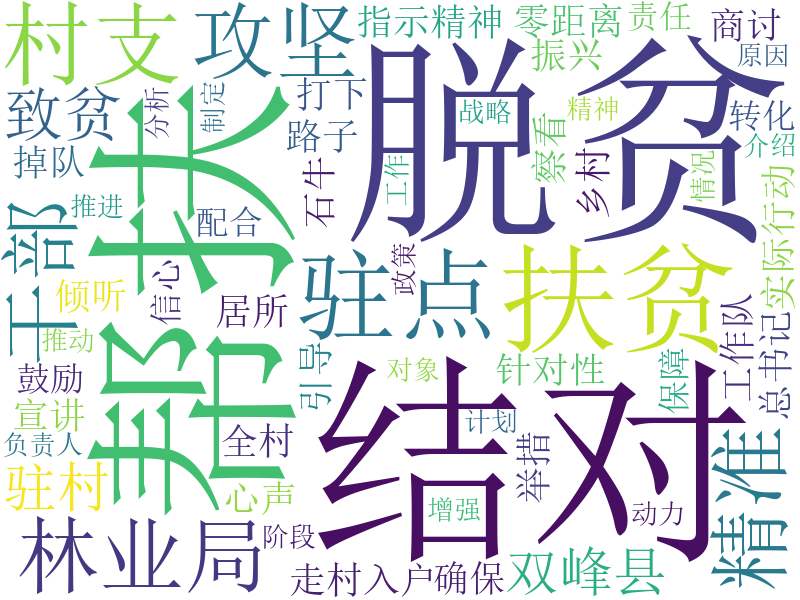 村支
攻坚
指示精神
零距离
责任
商讨
振兴
原因
脱贫
致贫
分析
制定
打下
战略
精神
转化
掉队
帮扶
路子
察看
介绍
干部
推进
配合
石牛
工作
乡村
情况
实际行动
倾听
信心
居所
驻点
政策
扶贫
工作队
总书记
推动
鼓励
引导
对象
针对性
保障
宣讲
全村
结对
计划
举措
精准
负责人
驻村
心声
增强
动力
林业局
阶段
走村入户
确保
双峰县